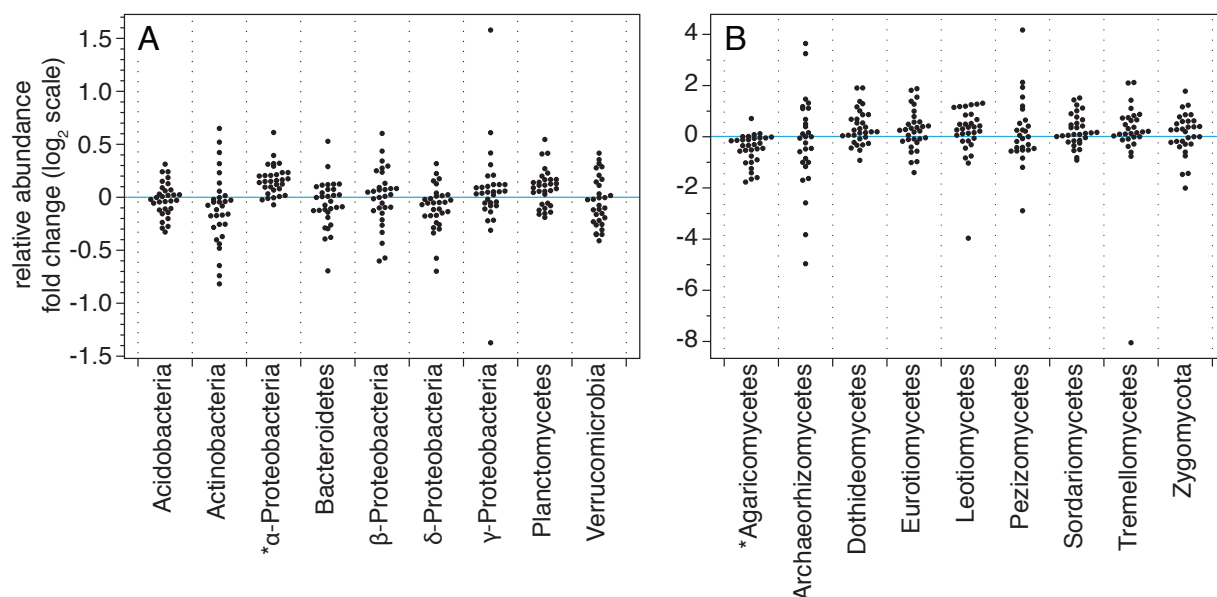 A
B
relative abundance
fold change (log₂ scale)
1.5
1.0
0.5
0
-0.5
-1.0
-1.5
4
2
0
-2
-4
-6
-8
Acidobacteria
Actinobacteria
*α-Proteobacteria
Bacteroidetes
β-Proteobacteria
δ-Proteobacteria
γ-Proteobacteria
Planctomycetes
Verrucomicrobia
*Agaricomycetes
Archaeorhizomycetes
Dothideomycetes
Eurotiomycetes
Leotiomycetes
Pezizomycetes
Sordariomycetes
Tremellomycetes
Zygomycota